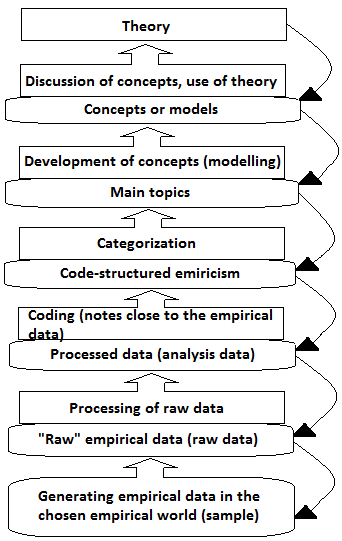 Theory
Discussion of concepts, use of theory
Concepts or models
Development of concepts (modelling)
Main topics
Categorization
Code-structured emiricism
Coding (notes close to the empirical
data)
Processed data (analysis data)
Processing of raw data
"Raw" empirical data (raw data)
Generating empirical data in the
chosen empirical world (sample)